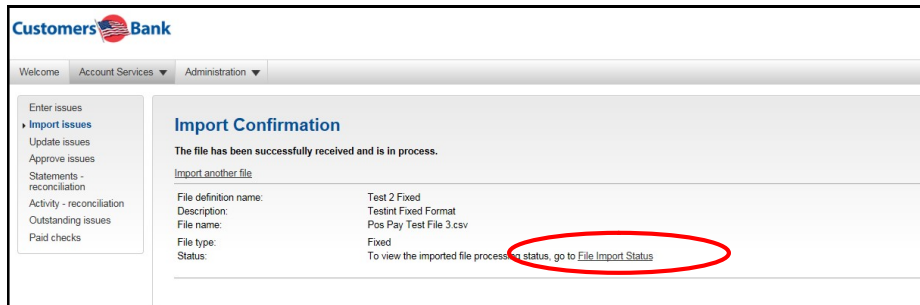 Customers Bank
Welcome Account Services ▼ Administration ▼
Enter issues
Import issues
Update issues
Approve issues
Statements -
reconciliation
Activity - reconciliation
Outstanding issues
Paid checks
Import Confirmation
The file has been successfully received and is in process.
Import another file
File definition name: Test 2 Fixed
Description: Testint Fixed Format
File name: Pos Pay Test File 3.csv
File type: Fixed
Status: To view the imported file processing status, go to File Import Status